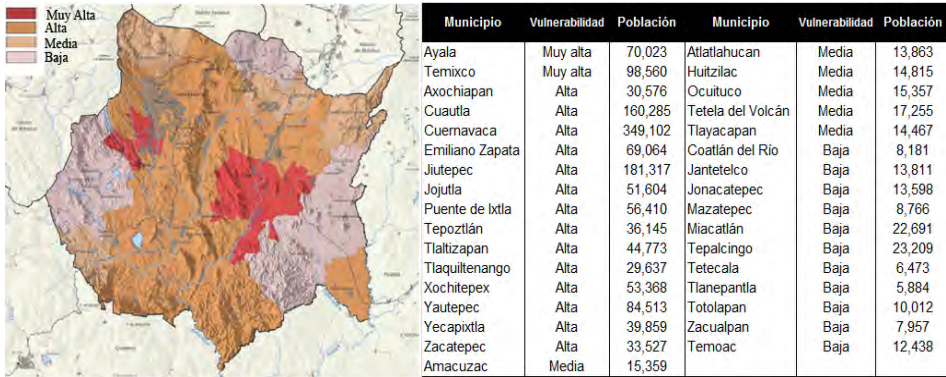 Muy Alta
Alta
Media
Baja
Municipio Vulnerabilidad Población Municipio Vulnerabilidad Población
Ayala Muy alta 70,023 Atlatlahucan Media 13,863
Temixco Muy alta 98,560 Huitzilac Media 14,815
Axochiapan Alta 30,576 Ocuituco Media 15,357
Cuautla Alta 160,285 Tetela del Volcán Media 17,255
Cuernavaca Alta 349,102 Tlayacapan Media 14,467
Emiliano Zapata Alta 69,064 Coatlán del Río Baja 8,181
Jiutepec Alta 181,317 Jantetelco Baja 13,811
Jojutla Alta 51,604 Jonacatepec Baja 13,598
Puente de Ixtla Alta 56,410 Mazatepec Baja 8,766
Tepoztlán Alta 36,145 Miacatlán Baja 22,691
Tlaltizapan Alta 44,773 Tepalcingo Baja 23,209
Tlaquiltenango Alta 29,637 Tetecala Baja 6,473
Xochitepex Alta 53,368 Tlanepantla Baja 5,884
Yautepec Alta 84,513 Totolapan Baja 10,012
Yecapixtla Alta 39,859 Zacualpan Baja 7,957
Zacatepec Alta 33,527 Temoac Baja 12,438
Amacuzac Media 15,359